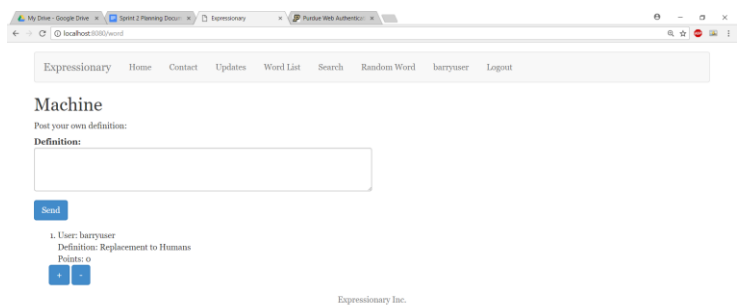 My Drive - Google Drive
Sprint 2 Planning Docum
Expressionary
Purdue Web Authentica
localhost:8080/word
Expressionary Home Contact Updates Word List Search Random Word barryuser Logout
Machine
Post your own definition:
Definition:
Send
1. User: barryuser
Definition: Replacement to Humans
Points: 0
+ -
Expressionary Inc.